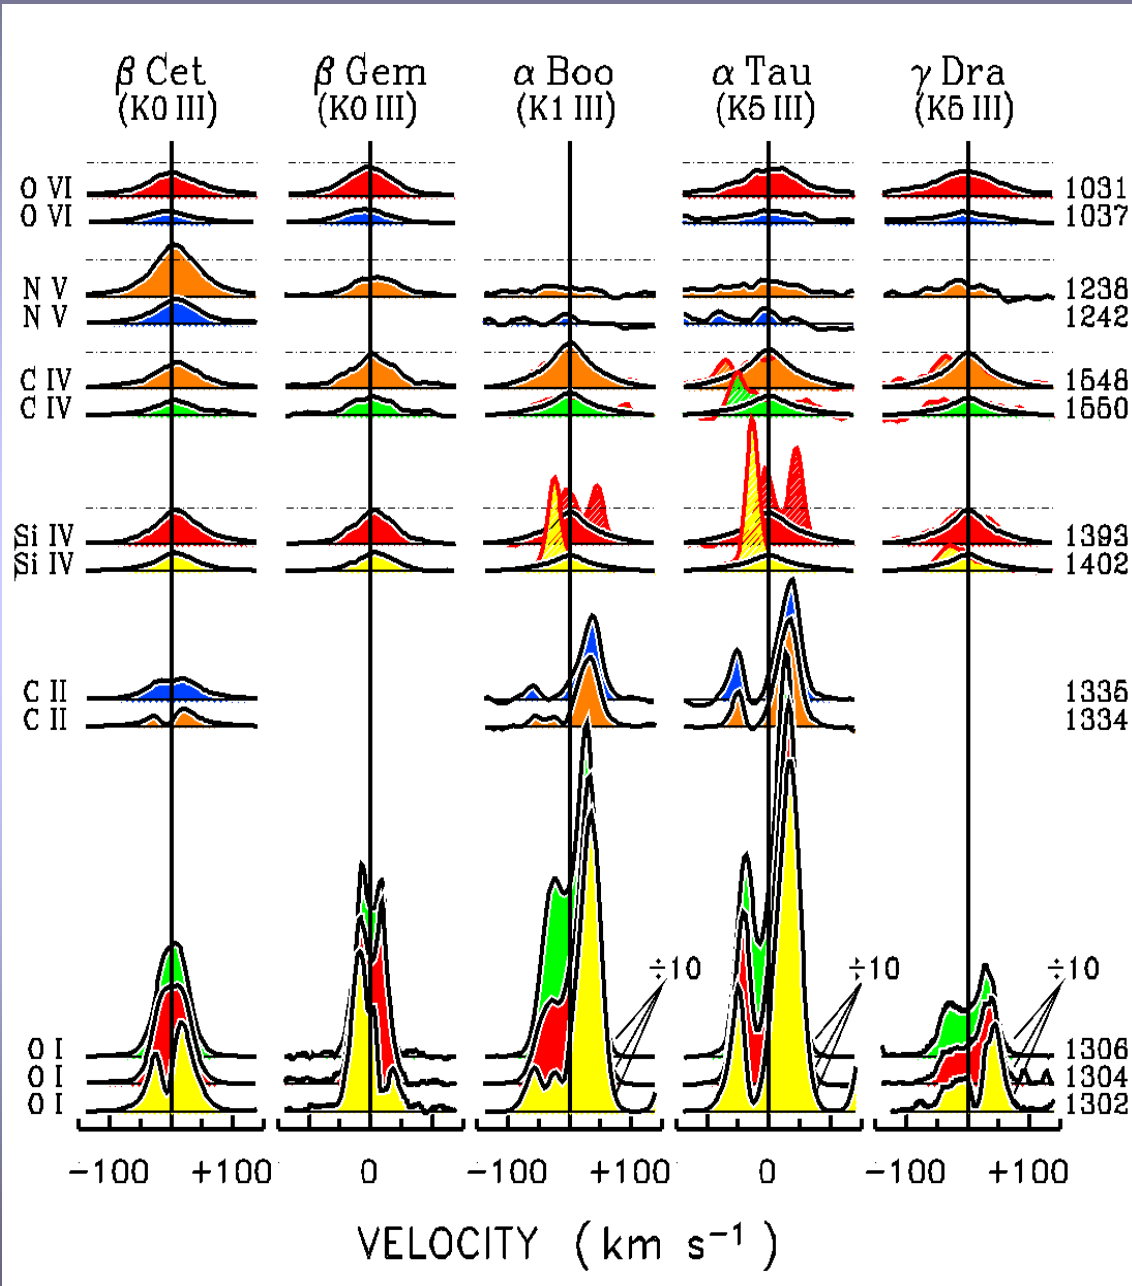 β Cet β Gem α Boo α Tau γ Dra
(K0 III) (K0 III) (K1 III) (K5 III) (K5 III)
O VI 1031
O VI 1037
N V 1238
N V 1242
C IV 1548
C IV 1550
Si IV 1393
Si IV 1402
C II 1335
C II 1334
÷10 ÷10 ÷10
O I 1306
O I 1304
O I 1302
−100 +100 0 −100 +100 0 −100 +100
VELOCITY ( km s⁻¹ )